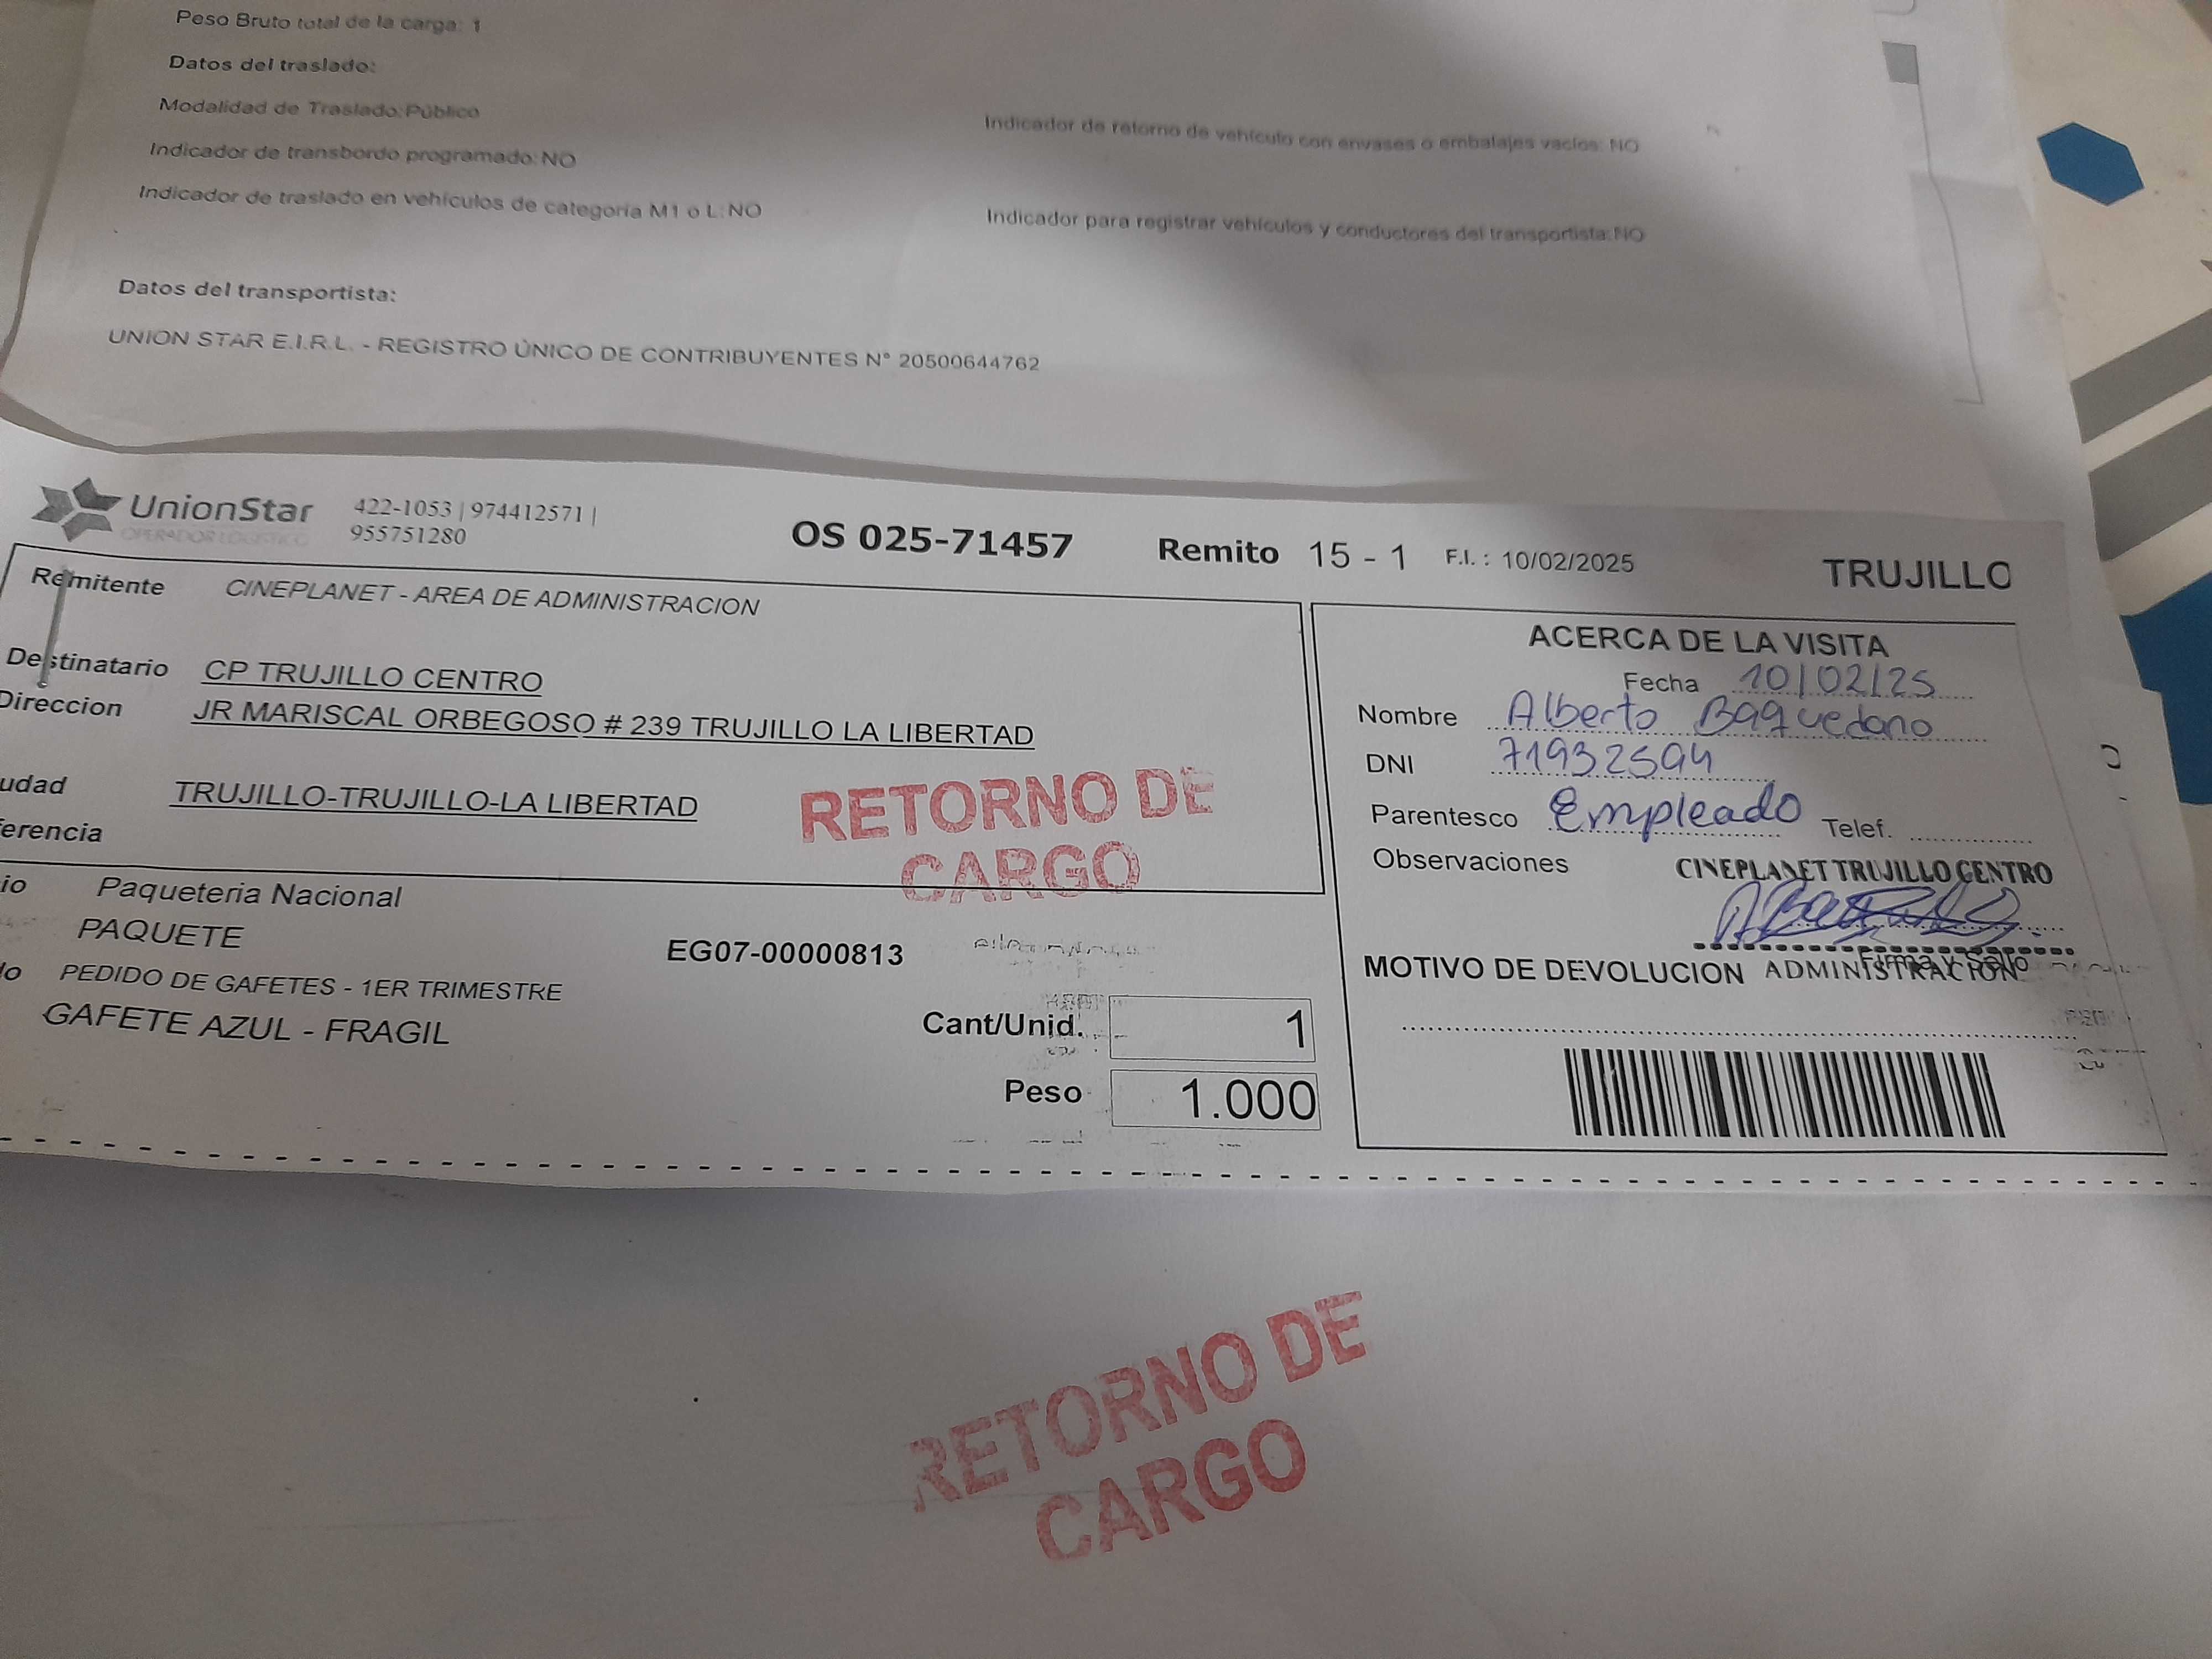 Peso Bruto total de la carga: 1
Datos del traslado:
Modalidad de Traslado:Público
Indicador de retorno de vehículo con envases o embalajes vacíos: NO
Indicador de transbordo programado:NO
Indicador de traslado en vehículos de categoría M1 o L:NO
Indicador para registrar vehículos y conductores del transportista:NO
Datos del transportista:
UNION STAR E.I.R.L. - REGISTRO ÚNICO DE CONTRIBUYENTES N° 20500644762
UnionStar
OPERADOR LOGISTICO
422-1053 | 974412571 |
955751280
OS 025-71457
Remito 15 - 1
F.I. : 10/02/2025
TRUJILLO
Remitente CINEPLANET - AREA DE ADMINISTRACION
Destinatario CP TRUJILLO CENTRO
Direccion JR MARISCAL ORBEGOSO # 239 TRUJILLO LA LIBERTAD
udad TRUJILLO-TRUJILLO-LA LIBERTAD
ferencia
RETORNO DE
CARGO
io Paqueteria Nacional
PAQUETE
EG07-00000813
do PEDIDO DE GAFETES - 1ER TRIMESTRE
GAFETE AZUL - FRAGIL
Cant/Unid. 1
Peso 1.000
ACERCA DE LA VISITA
Fecha 10/02/25
Nombre Alberto Baquedano
DNI 71932594
Parentesco Empleado Telef.
Observaciones
CINEPLANET TRUJILLO CENTRO
Firma y Sello
MOTIVO DE DEVOLUCION
ADMINISTRACIÓN
RETORNO DE
CARGO